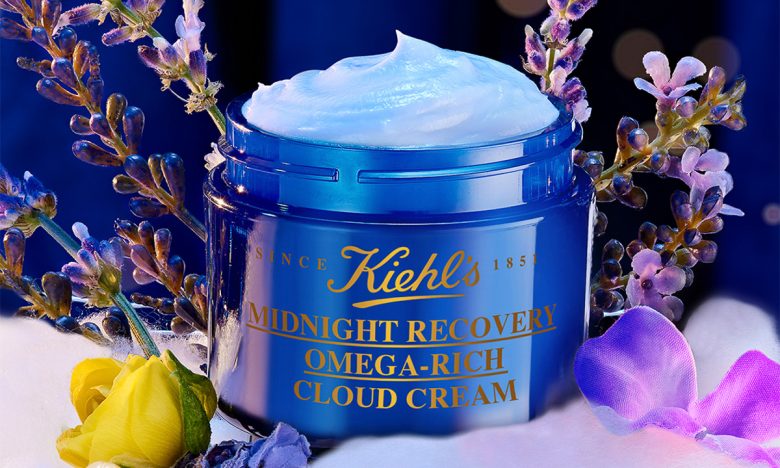 SINCE Kiehl's 1851
MIDNIGHT RECOVERY
OMEGA-RICH
CLOUD CREAM